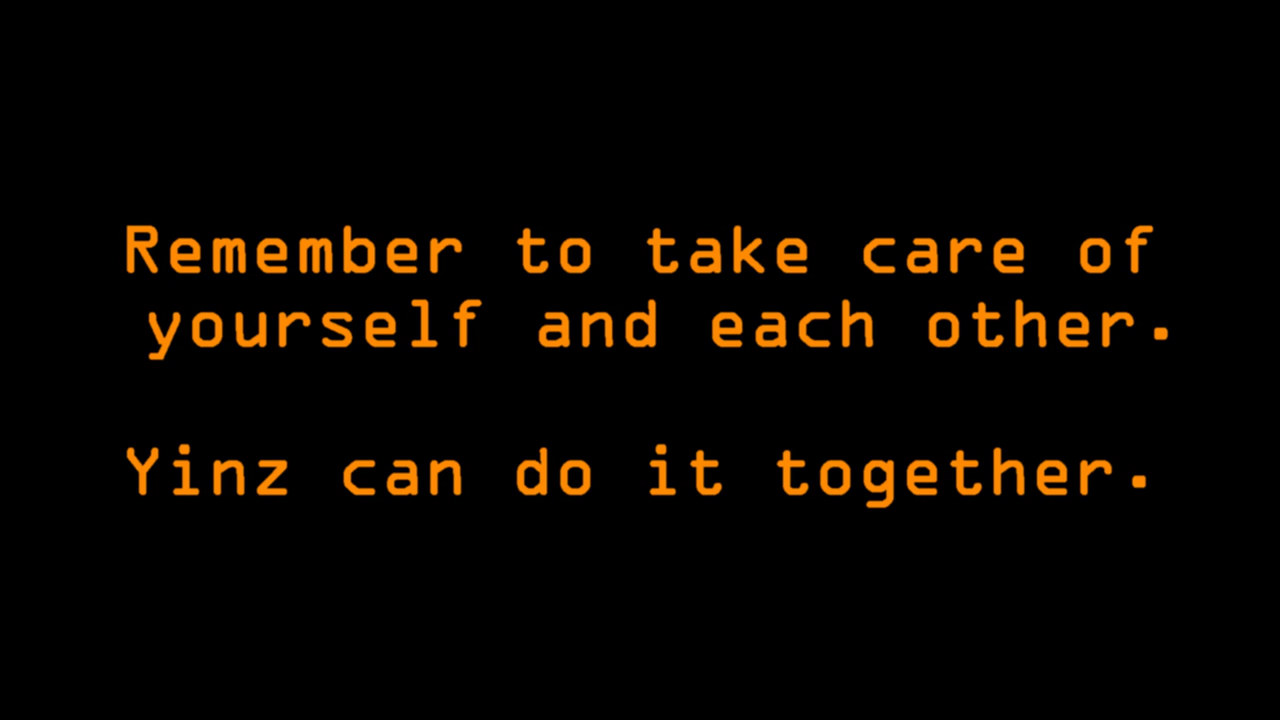 Remember to take care of
yourself and each other.
Yinz can do it together.